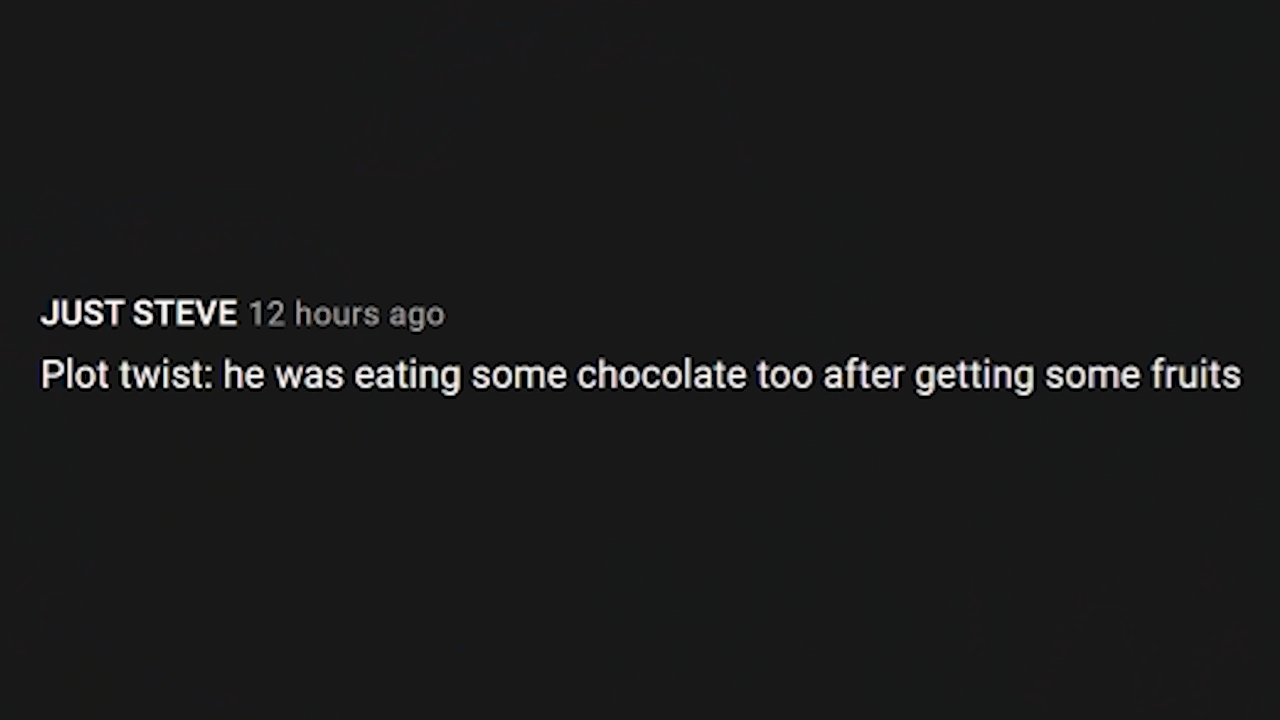 JUST STEVE 12 hours ago
Plot twist: he was eating some chocolate too after getting some fruits